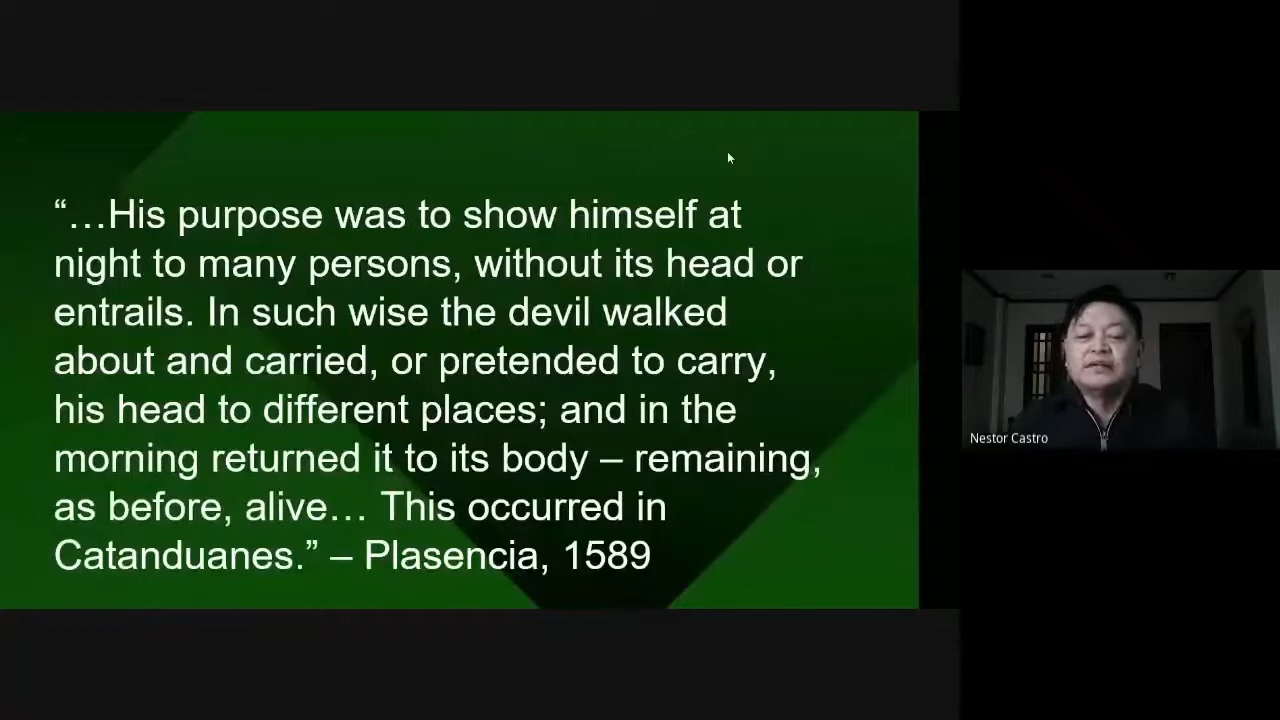 “…His purpose was to show himself at
night to many persons, without its head or
entrails. In such wise the devil walked
about and carried, or pretended to carry,
his head to different places; and in the
morning returned it to its body – remaining,
as before, alive… This occurred in
Catanduanes.” – Plasencia, 1589
Nestor Castro